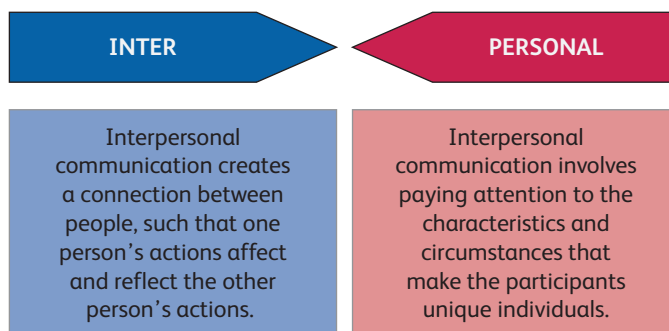 INTER
PERSONAL
Interpersonal
communication creates
a connection between
people, such that one
person’s actions affect
and reflect the other
person’s actions.
Interpersonal
communication involves
paying attention to the
characteristics and
circumstances that
make the participants
unique individuals.